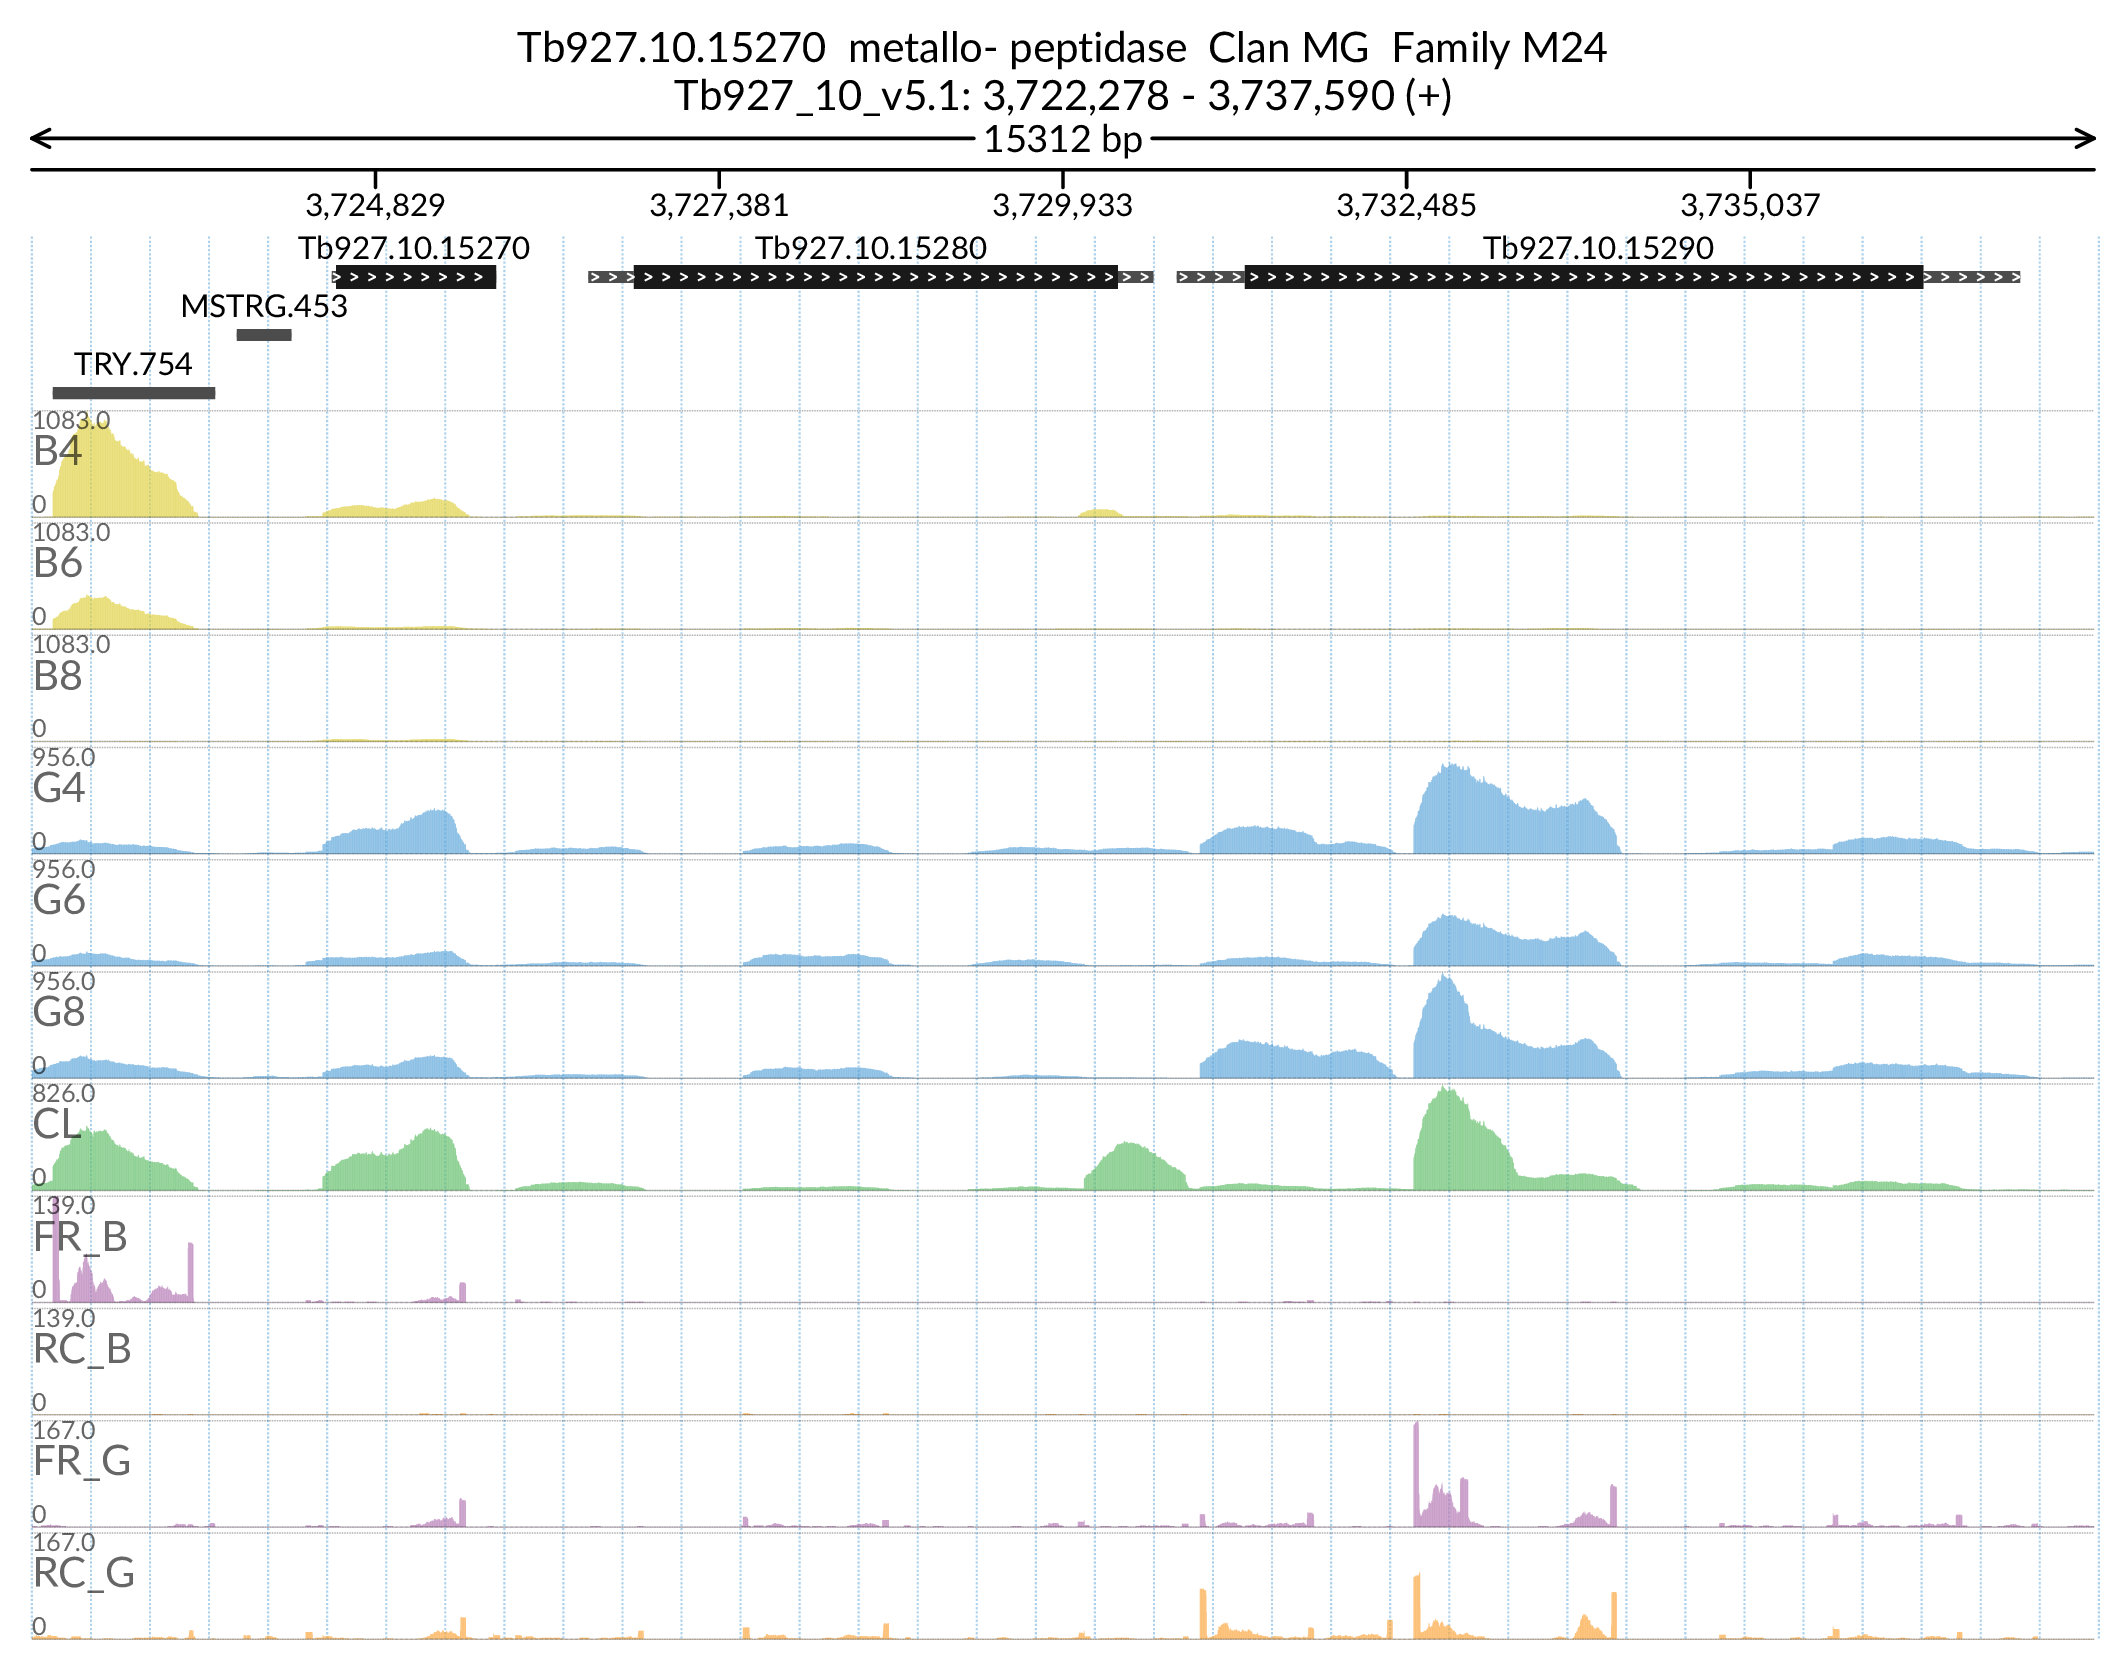 Tb927.10.15270 metallo- peptidase Clan MG Family M24
Tb927_10_v5.1: 3,722,278 - 3,737,590 (+)
15312 bp
3,724,829 3,727,381 3,729,933 3,732,485 3,735,037
Tb927.10.15270 Tb927.10.15280 Tb927.10.15290
MSTRG.453
TRY.754
1083.0
B4
0
1083.0
B6
0
1083.0
B8
0
956.0
G4
0
956.0
G6
0
956.0
G8
0
826.0
CL
0
139.0
FR_B
0
139.0
RC_B
0
167.0
FR_G
0
167.0
RC_G
0